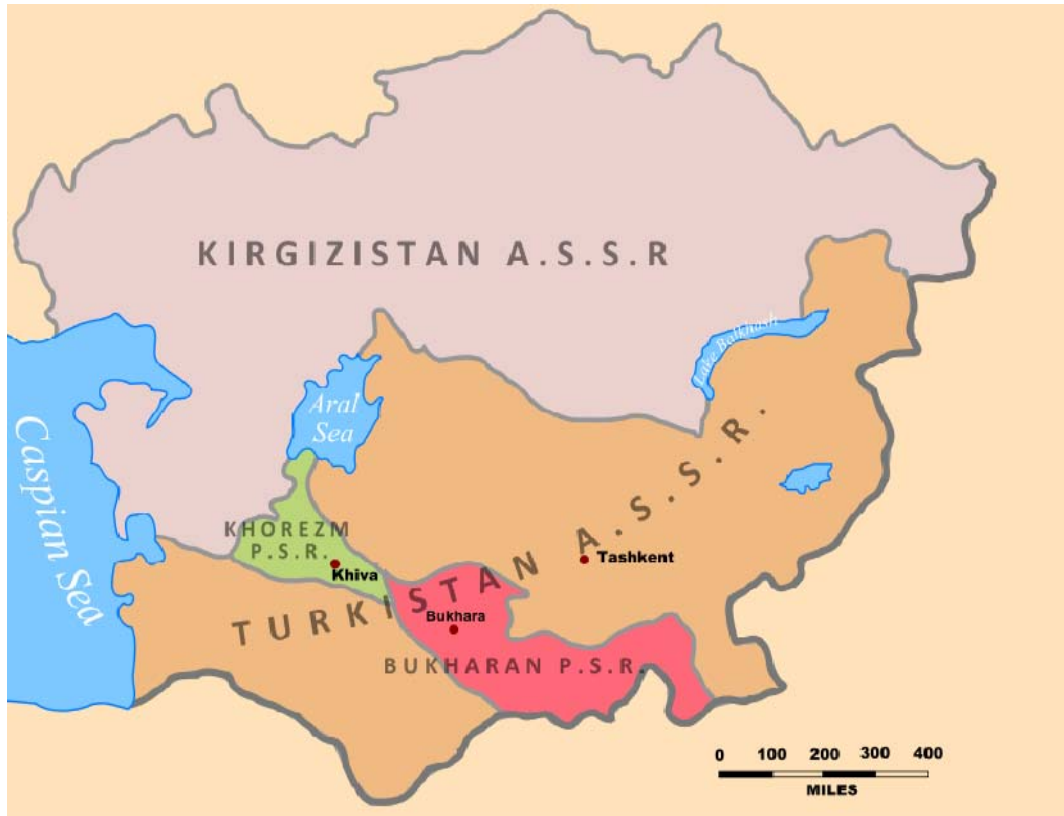 KIRGIZISTAN A.S.S.R
Lake Balkhash
Aral
Sea
Caspian Sea
KHOREZM
P.S.R.
Khiva
TURKISTAN A.S.S.R.
Tashkent
Bukhara
BUKHARAN P.S.R.
0 100 200 300 400
MILES